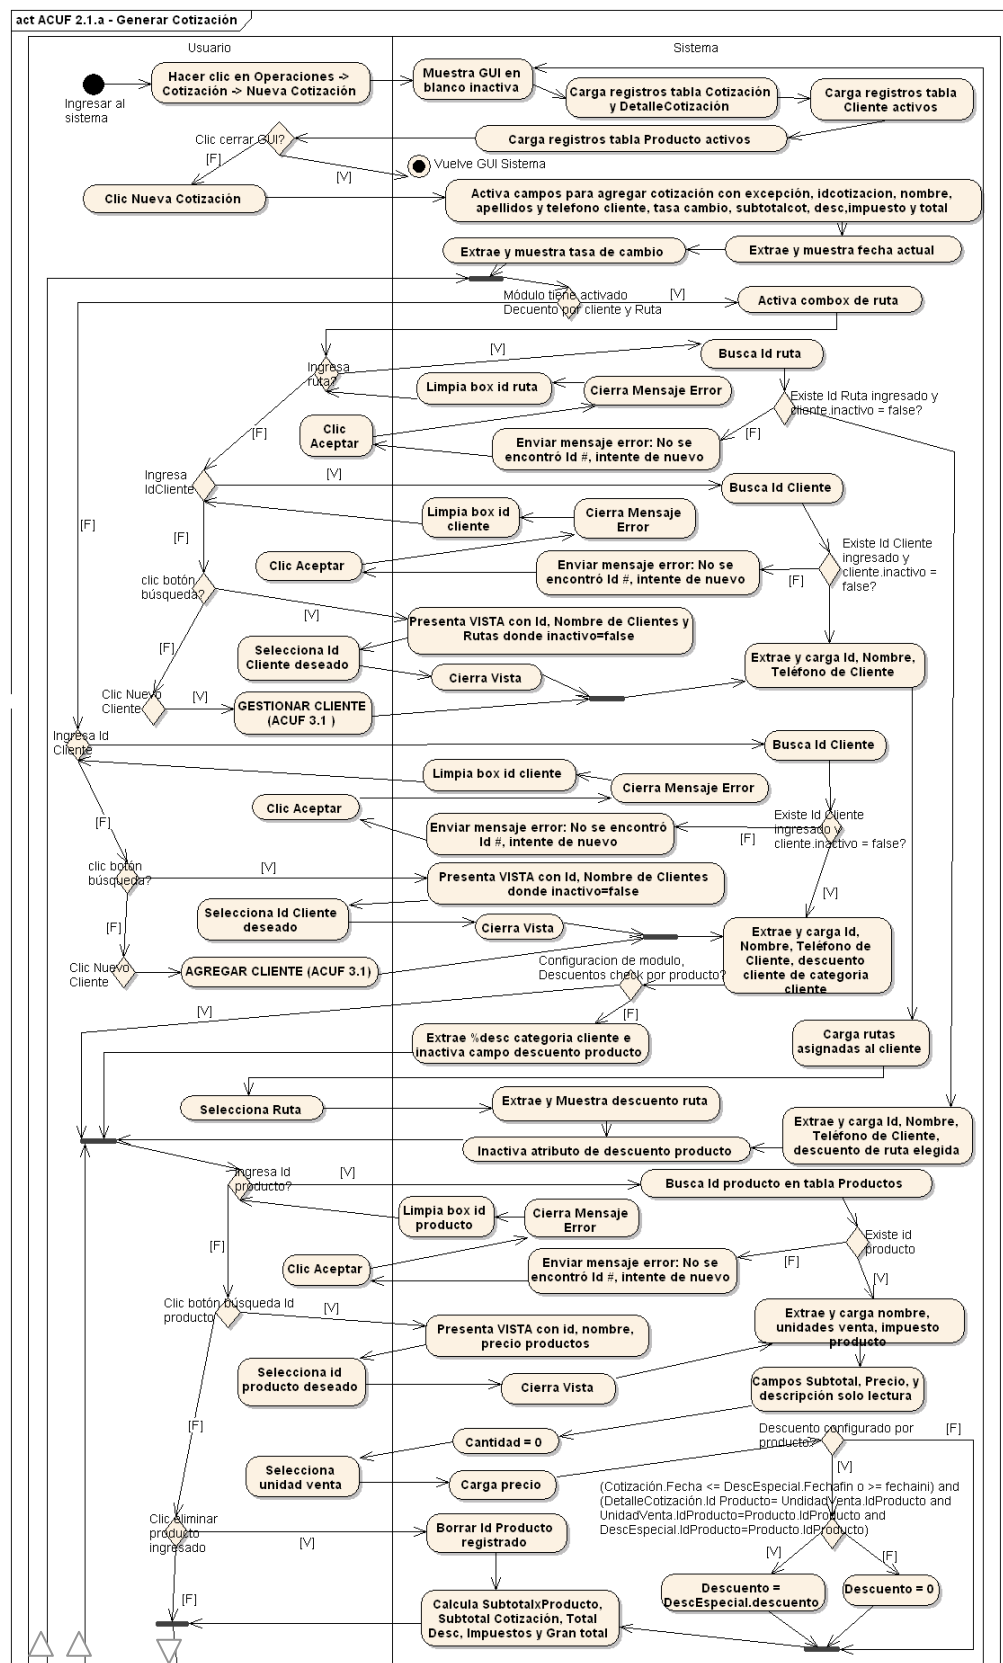 act ACUF 2.1.a - Generar Cotización
Usuario
Sistema
Ingresar al
sistema
Hacer clic en Operaciones ->
Cotización -> Nueva Cotización
Muestra GUI en
blanco inactiva
Carga registros tabla Cotización
y DetalleCotización
Carga registros tabla
Cliente activos
Carga registros tabla Producto activos
Clic cerrar GUI?
[F]
[V]
Vuelve GUI Sistema
Clic Nueva Cotización
Activa campos para agregar cotización con excepción, idcotizacion, nombre,
apellidos y telefono cliente, tasa cambio, subtotalcot, desc,impuesto y total
Extrae y muestra fecha actual
Extrae y muestra tasa de cambio
Módulo tiene activado
Decuento por cliente y Ruta
[V]
Activa combox de ruta
[V]
Busca Id ruta
Ingresa
ruta?
Limpia box id ruta
Cierra Mensaje Error
Existe Id Ruta ingresado y
cliente.inactivo = false?
Clic
Aceptar
[F]
[F]
Enviar mensaje error: No se
encontró Id #, intente de nuevo
Ingresa
IdCliente
[V]
Busca Id Cliente
[F]
[F]
Limpia box id
cliente
Cierra Mensaje
Error
Existe Id Cliente
ingresado y
cliente.inactivo =
false?
Clic Aceptar
Enviar mensaje error: No se
encontró Id #, intente de nuevo
[F]
clic botón
búsqueda?
[V]
Presenta VISTA con Id, Nombre de Clientes y
Rutas donde inactivo=false
[F]
Selecciona Id
Cliente deseado
Cierra Vista
Extrae y carga Id, Nombre,
Teléfono de Cliente
Clic Nuevo
Cliente
[V]
GESTIONAR CLIENTE
(ACUF 3.1 )
Ingresa Id
Cliente
Busca Id Cliente
Limpia box id cliente
Cierra Mensaje Error
Clic Aceptar
[F]
Enviar mensaje error: No se encontró
Id #, intente de nuevo
[F]
Existe Id Cliente
ingresado y
cliente.inactivo = false?
clic botón
búsqueda?
[V]
Presenta VISTA con Id, Nombre de Clientes
donde inactivo=false
[V]
[F]
Selecciona Id Cliente
deseado
Cierra Vista
Extrae y carga Id,
Nombre, Teléfono de
Cliente, descuento
cliente de categoria
cliente
Clic Nuevo
Cliente
AGREGAR CLIENTE (ACUF 3.1)
Configuracion de modulo,
Descuentos check por producto?
[V]
[F]
Extrae %desc categoria cliente e
inactiva campo descuento producto
Carga rutas
asignadas al cliente
Selecciona Ruta
Extrae y Muestra descuento ruta
Inactiva atributo de descuento producto
Extrae y carga Id, Nombre,
Teléfono de Cliente,
descuento de ruta elegida
Ingresa Id
producto?
[V]
Busca Id producto en tabla Productos
Limpia box id
producto
Cierra Mensaje
Error
Existe id
producto
[F]
Clic Aceptar
Enviar mensaje error: No se
encontró Id #, intente de nuevo
[F]
[V]
Clic botón búsqueda Id
producto
[V]
Presenta VISTA con id, nombre,
precio productos
Extrae y carga nombre,
unidades venta, impuesto
producto
Selecciona id
producto deseado
Cierra Vista
Campos Subtotal, Precio, y
descripción solo lectura
[F]
Cantidad = 0
Descuento configurado por
producto?
[F]
Selecciona
unidad venta
Carga precio
[V]
(Cotización.Fecha <= DescEspecial.Fechafin o >= fechaini) and
(DetalleCotización.Id Producto= UndidadVenta.IdProducto and
UnidadVenta.IdProducto=Producto.IdProducto and
DescEspecial.IdProducto=Producto.IdProducto)
Clic eliminar
producto
ingresado
[V]
Borrar Id Producto
registrado
[V]
[F]
Descuento =
DescEspecial.descuento
Descuento = 0
[F]
Calcula SubtotalxProducto,
Subtotal Cotización, Total
Desc, Impuestos y Gran total